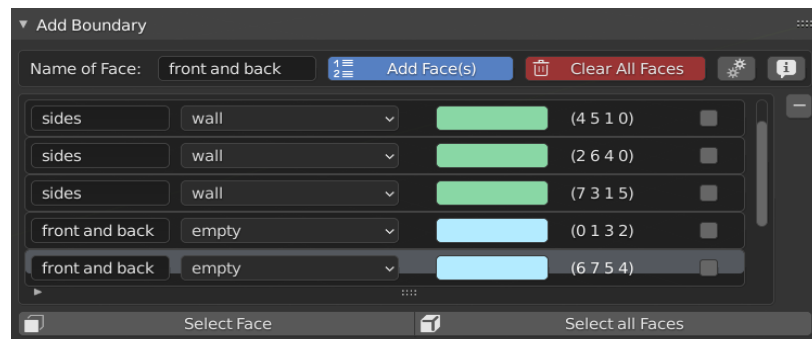 Add Boundary
Name of Face: front and back Add Face(s) Clear All Faces
sides wall (4 5 1 0)
sides wall (2 6 4 0)
sides wall (7 3 1 5)
front and back empty (0 1 3 2)
front and back empty (6 7 5 4)
Select Face Select all Faces